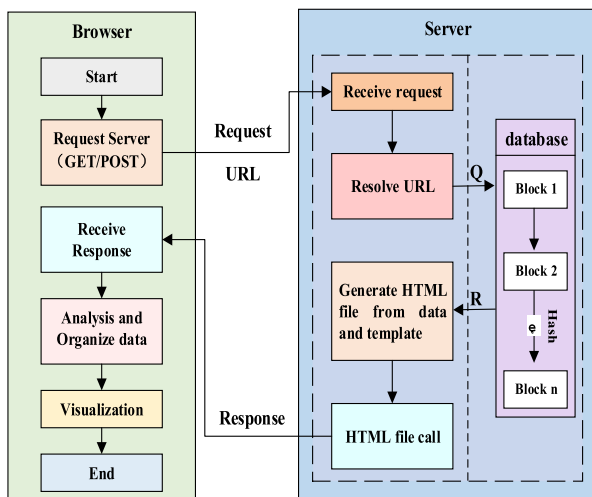 Browser
Start
Request Server
(GET/POST)
Receive
Response
Analysis and
Organize data
Visualization
End
Request
URL
Response
Server
Receive request
Resolve URL
Generate HTML
file from data
and template
HTML file call
Q
R
database
Block 1
Block 2
Hash
Block n